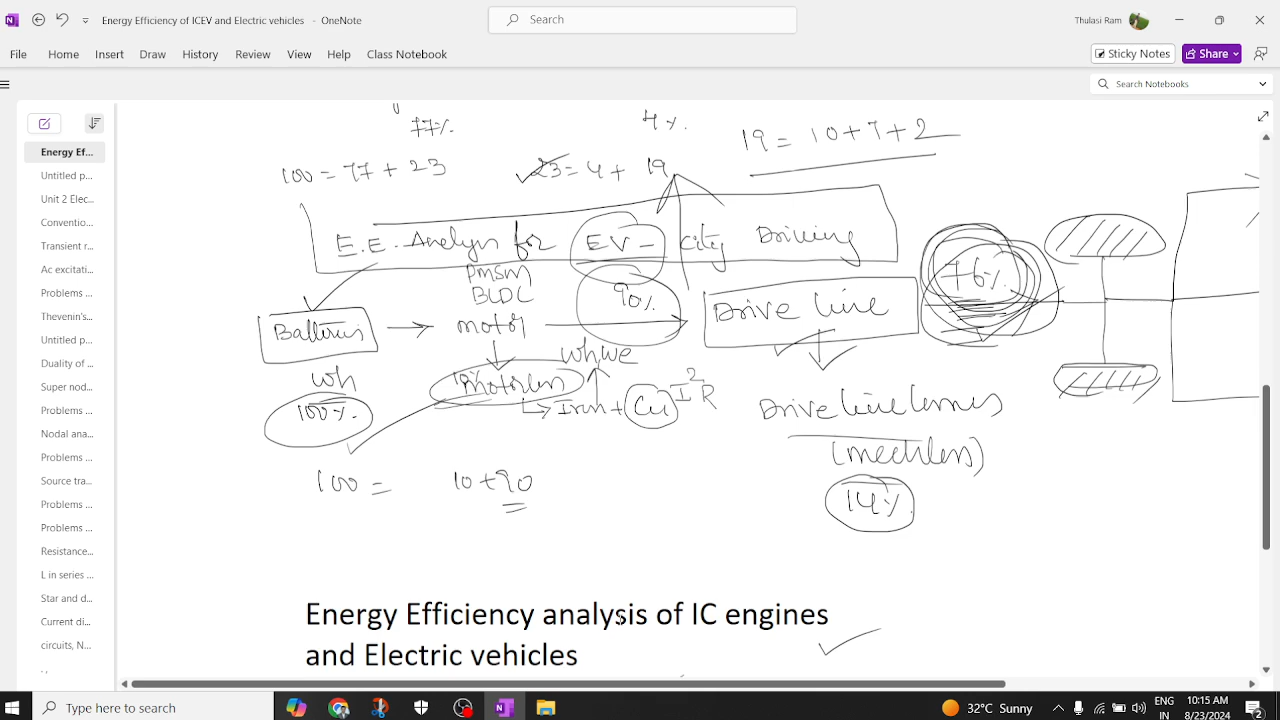 Energy Efficiency of ICEV and Electric vehicles - OneNote
Search
Thulasi Ram
File Home Insert Draw History Review View Help Class Notebook
Sticky Notes
Share
Search Notebooks
Energy Ef...
Untitled p...
Unit 2 Elec...
Conventio...
Transient r...
Ac excitati...
Problems ...
Thevenin's...
Untitled p...
Duality of ...
Super nod...
Problems ...
Nodal ana...
Problems ...
Source tra...
Problems ...
Problems ...
Resistance...
L in series ...
Star and d...
Current di...
circuits, N...
77%
4%.
19 = 10+7+2
100 = 77 + 23
23 = 4 + 19
E.E. Analysis for EV - city Driving
PMSM
BLDC
90%
76%
Batteries
motor
Drive line
wh
100%.
10% motor loss
Iron + Cu I²R
Drive line losses
(mech loss)
14%
100 = 10+90
Energy Efficiency analysis of IC engines
and Electric vehicles
Type here to search
32°C Sunny
ENG
IN
10:15 AM
8/23/2024
2